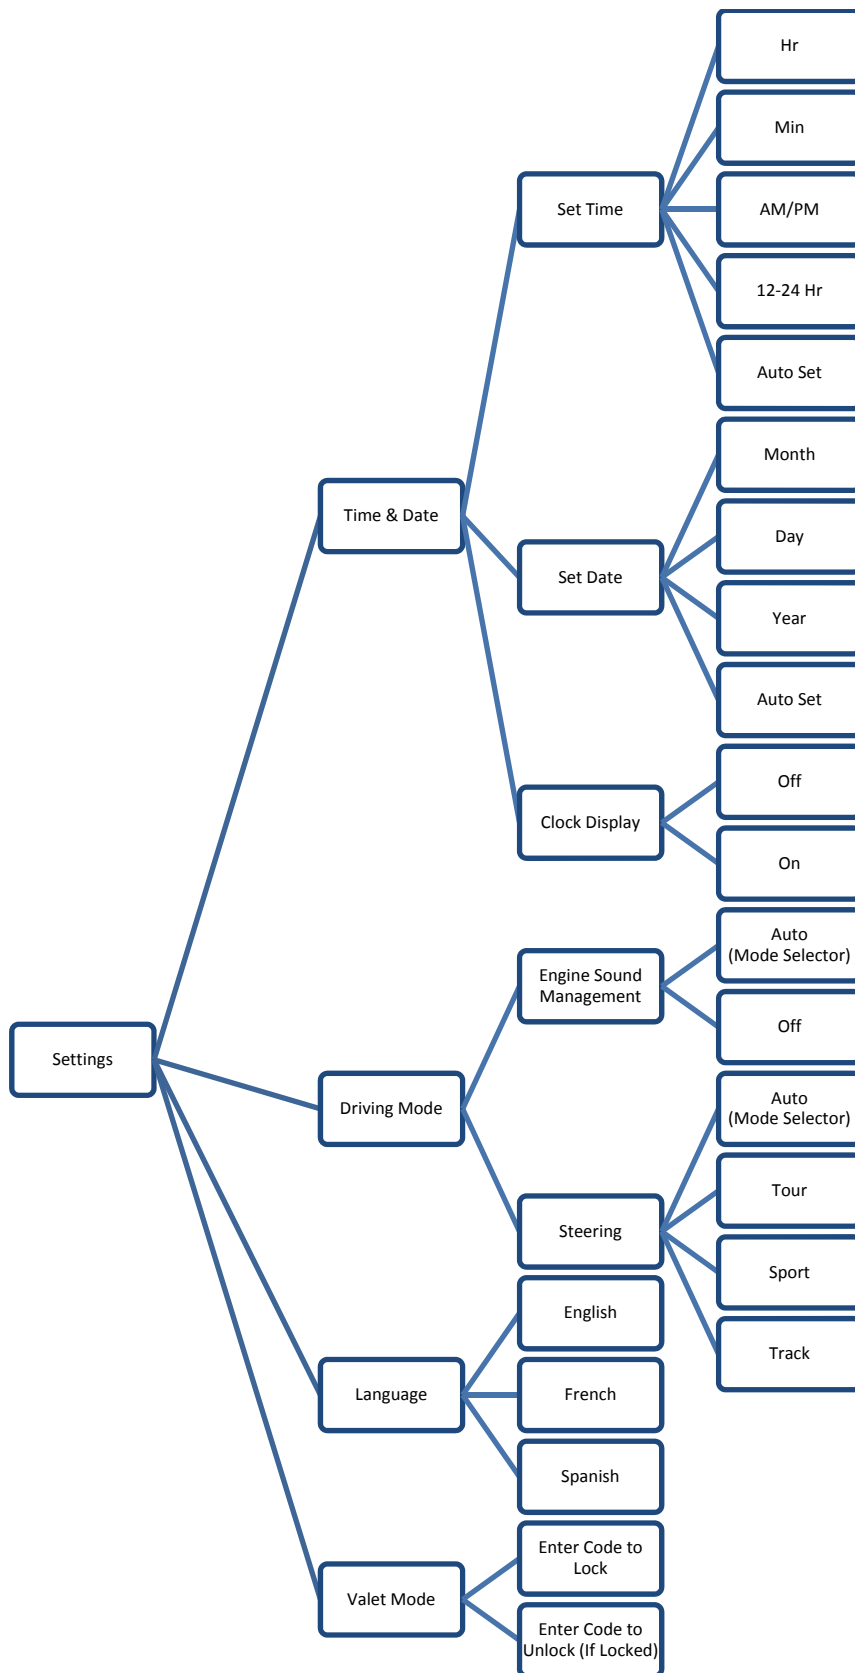 Hr
Min
Set Time
AM/PM
12-24 Hr
Auto Set
Month
Time & Date
Day
Set Date
Year
Auto Set
Off
Clock Display
On
Auto
(Mode Selector)
Engine Sound
Management
Off
Settings
Auto
(Mode Selector)
Driving Mode
Tour
Steering
Sport
English
Track
Language
French
Spanish
Enter Code to
Lock
Valet Mode
Enter Code to
Unlock (If Locked)